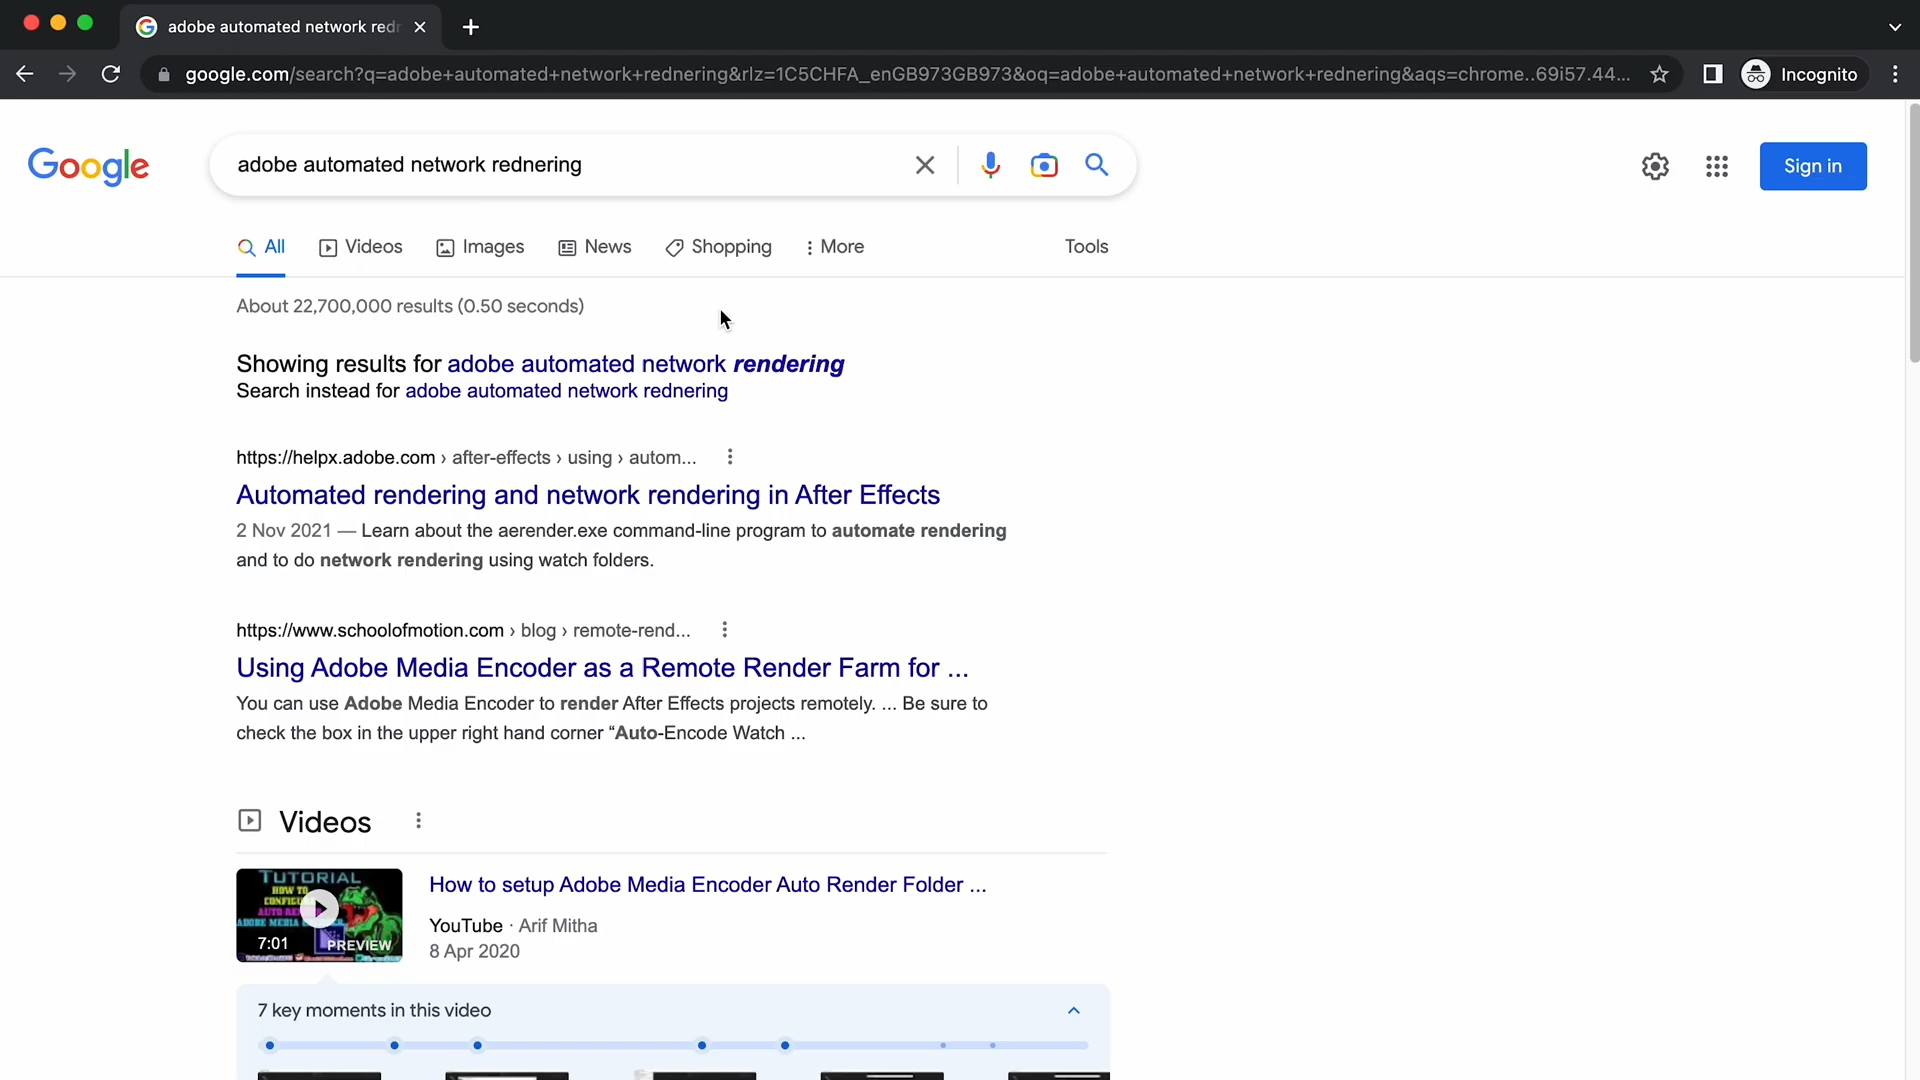 adobe automated network redn
google.com/search?q=adobe+automated+network+rednering&rlz=1C5CHFA_enGB973GB973&oq=adobe+automated+network+rednering&aqs=chrome..69i57.44... Incognito
Google adobe automated network rednering Sign in
All Videos Images News Shopping More Tools
About 22,700,000 results (0.50 seconds)
Showing results for adobe automated network rendering
Search instead for adobe automated network rednering
https://helpx.adobe.com › after-effects › using › autom...
Automated rendering and network rendering in After Effects
2 Nov 2021 — Learn about the aerender.exe command-line program to automate rendering
and to do network rendering using watch folders.
https://www.schoolofmotion.com › blog › remote-rend...
Using Adobe Media Encoder as a Remote Render Farm for ...
You can use Adobe Media Encoder to render After Effects projects remotely. ... Be sure to
check the box in the upper right hand corner “Auto-Encode Watch ...
Videos
TUTORIAL
HOW TO
7:01 PREVIEW
How to setup Adobe Media Encoder Auto Render Folder ...
YouTube · Arif Mitha
8 Apr 2020
7 key moments in this video